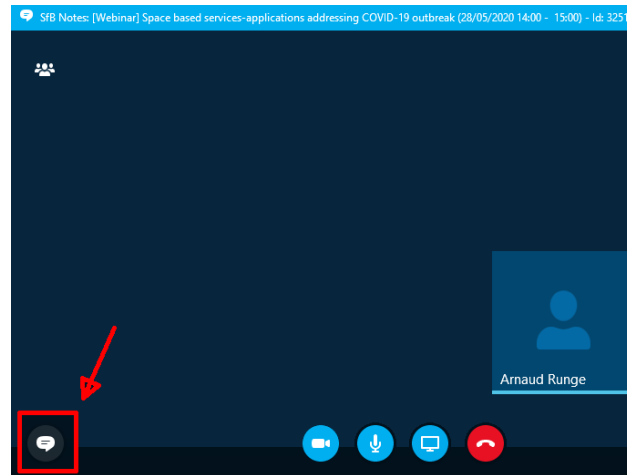 SfB Notes: [Webinar] Space based services-applications addressing COVID-19 outbreak (28/05/2020 14:00 - 15:00) - Id: 3251
Arnaud Runge